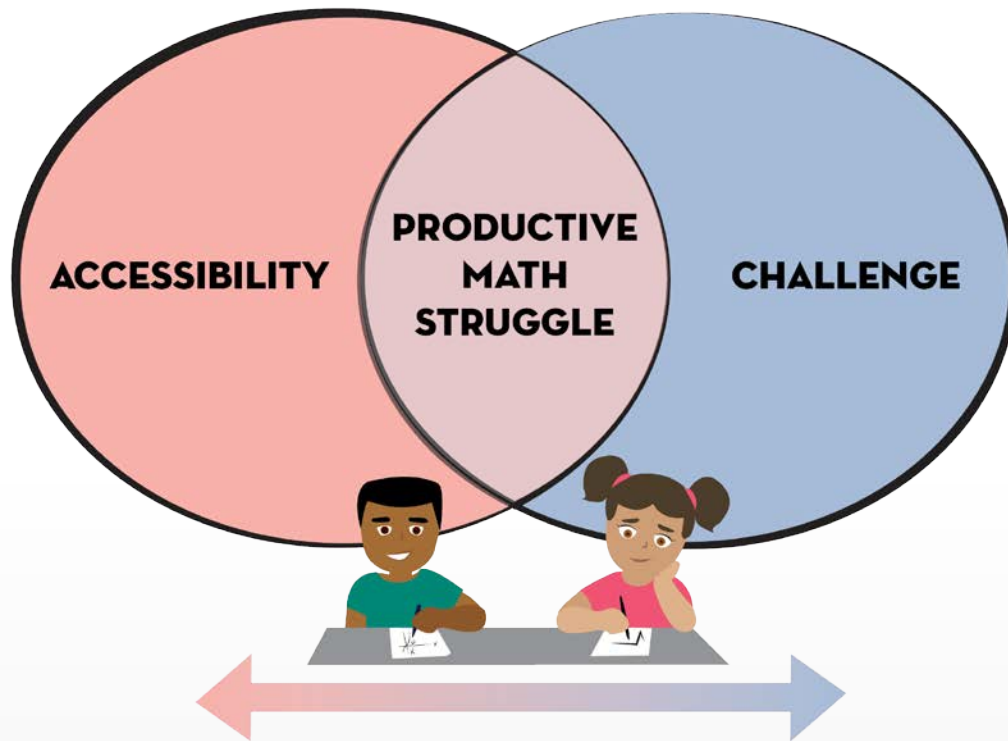 ACCESSIBILITY
PRODUCTIVE
MATH
STRUGGLE
CHALLENGE